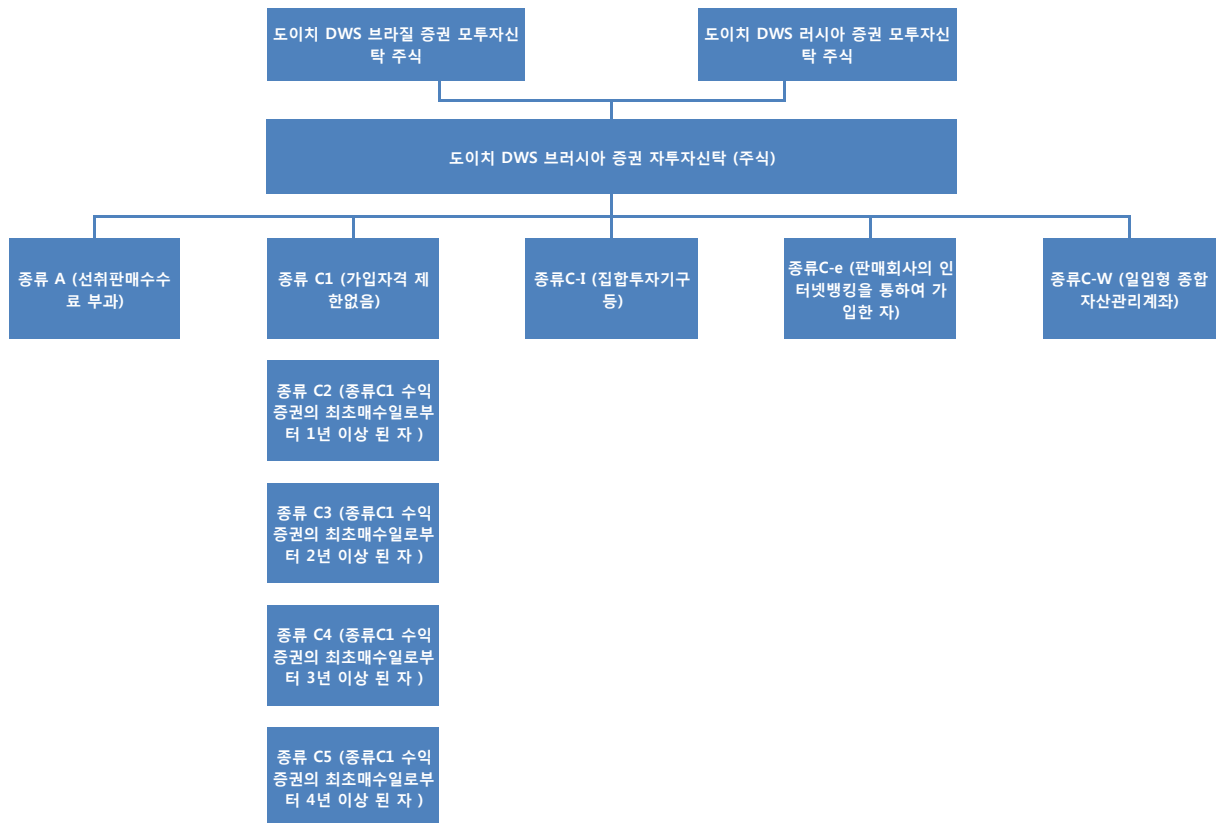 도이치 DWS 브라질 증권 모투자신
탁 주식
도이치 DWS 러시아 증권 모투자신
탁 주식
도이치 DWS 브러시아 증권 자투자신탁 (주식)
종류 A (선취판매수수
료 부과)
종류 C1 (가입자격 제
한없음)
종류C-I (집합투자기구
등)
종류C-e (판매회사의 인
터넷뱅킹을 통하여 가
입한 자)
종류C-W (일임형 종합
자산관리계좌)
종류 C2 (종류C1 수익
증권의 최초매수일로부
터 1년 이상 된 자 )
종류 C3 (종류C1 수익
증권의 최초매수일로부
터 2년 이상 된 자 )
종류 C4 (종류C1 수익
증권의 최초매수일로부
터 3년 이상 된 자 )
종류 C5 (종류C1 수익
증권의 최초매수일로부
터 4년 이상 된 자 )